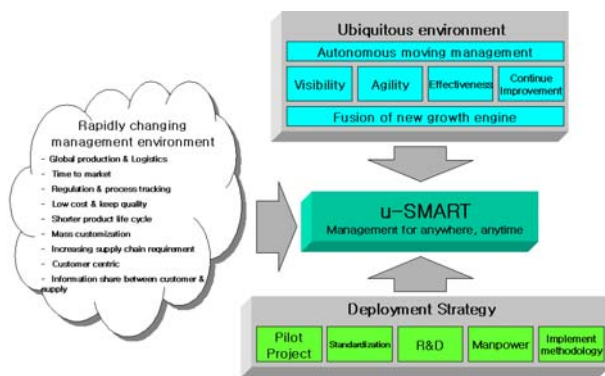 Ubiquitous environment
Autonomous moving management
Visibility
Agility
Effectiveness
Continue
Improvement
Fusion of new growth engine
Rapidly changing
management environment
- Global production & Logistics
- Time to market
- Regulation & process tracking
- Low cost & keep quality
- Shorter product life cycle
- Mass customization
- Increasing supply chain requirement
- Customer centric
- Information share between customer &
supply
u-SMART
Management for anywhere, anytime
Deployment Strategy
Pilot
Project
Standardization
R&D
Manpower
Implement
methodology